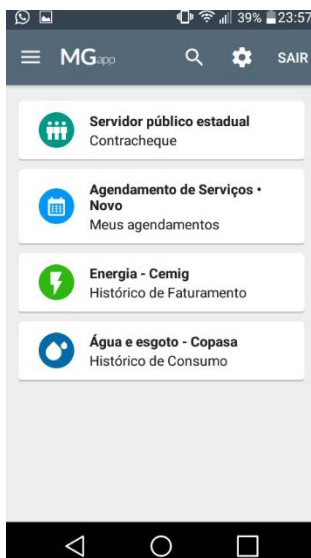 39% 23:57
MGapp SAIR
Servidor público estadual
Contracheque
Agendamento de Serviços •
Novo
Meus agendamentos
Energia - Cemig
Histórico de Faturamento
Água e esgoto - Copasa
Histórico de Consumo